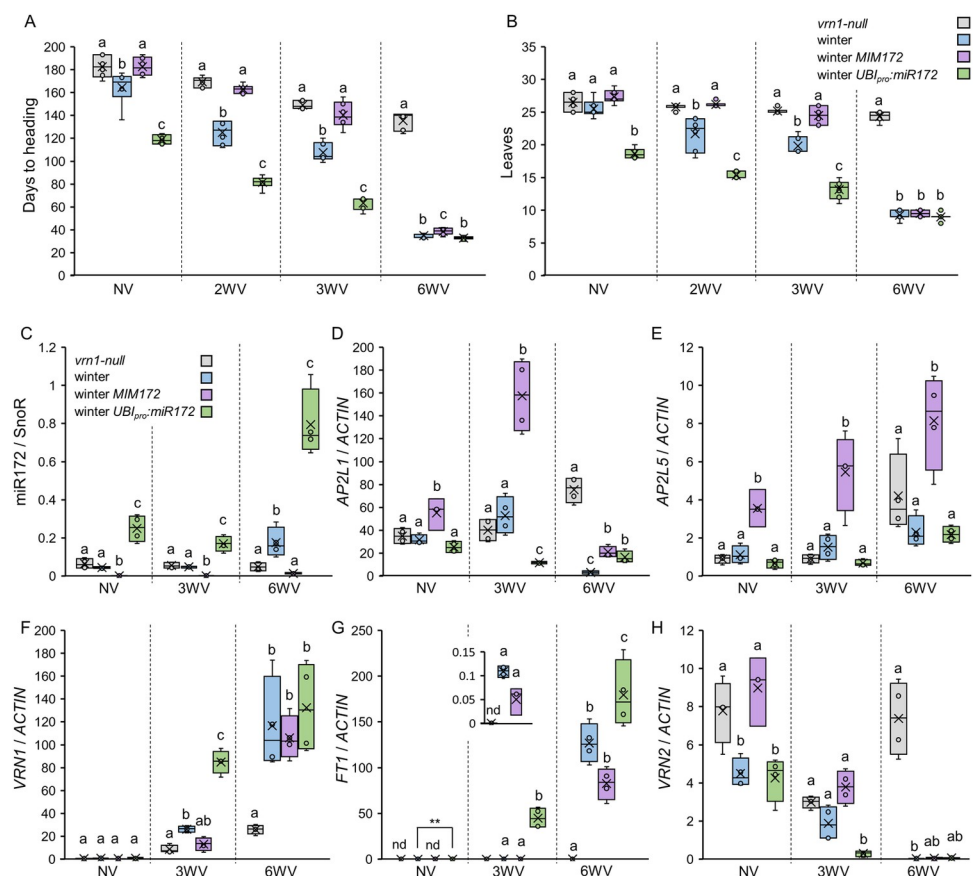 A
Days to heading
200
180
160
140
120
100
80
60
40
20
0
a b a c
a b a c
a b a c
a b c b
NV 2WV 3WV 6WV
B
Leaves
35
30
25
20
15
10
5
0
vrn1-null
winter
winter MIM172
winter UBIpro:miR172
a a a b
a b a c
a b a c
a b b b
NV 2WV 3WV 6WV
C
miR172 / SnoR
1.2
1
0.8
0.6
0.4
0.2
0
vrn1-null
winter
winter MIM172
winter UBIpro:miR172
a a b c
a a b c
a b a c
NV 3WV 6WV
D
AP2L1 / ACTIN
200
180
160
140
120
100
80
60
40
20
0
a a b a
a a b c
a c b b
NV 3WV 6WV
E
AP2L5 / ACTIN
12
10
8
6
4
2
0
a a b a
a a b a
a a b a
NV 3WV 6WV
F
VRN1 / ACTIN
200
180
160
140
120
100
80
60
40
20
0
a a a a
a b ab c
a b b b
NV 3WV 6WV
G
FT1 / ACTIN
250
200
150
100
50
0
0.15
0.1
0.05
0
nd a a
nd nd **
a a a b
a b b c
NV 3WV 6WV
H
VRN2 / ACTIN
12
10
8
6
4
2
0
a b a b
a a a b
a b ab ab
NV 3WV 6WV